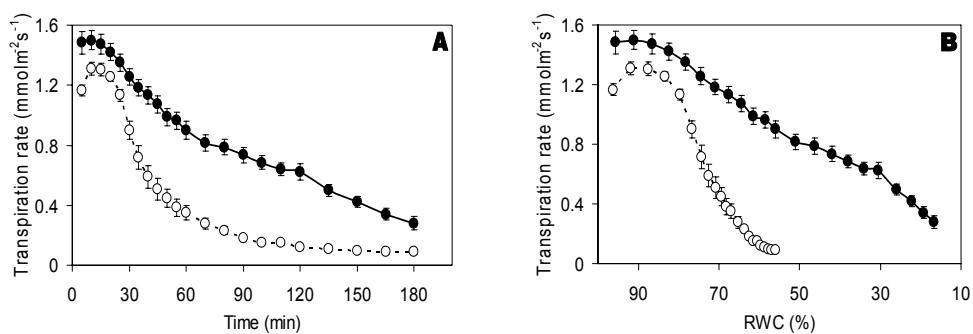 1.6
1.2
0.8
0.4
0
Transpiration rate (mmolm⁻²s⁻¹)
A
0 30 60 90 120 150 180
Time (min)
1.6
1.2
0.8
0.4
0
Transpiration rate (mmolm⁻²s⁻¹)
B
90 70 50 30 10
RWC (%)